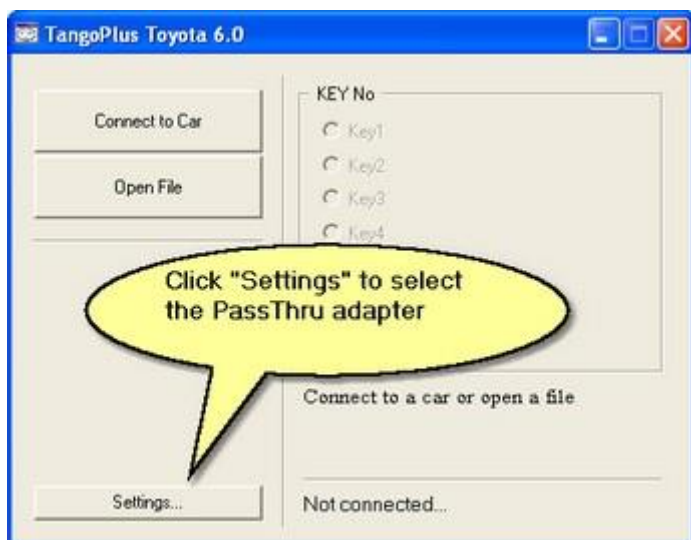 TangoPlus Toyota 6.0
Connect to Car
Open File
KEY No
Key1
Key2
Key3
Key4
Click "Settings" to select
the PassThru adapter
Connect to a car or open a file
Settings...
Not connected...